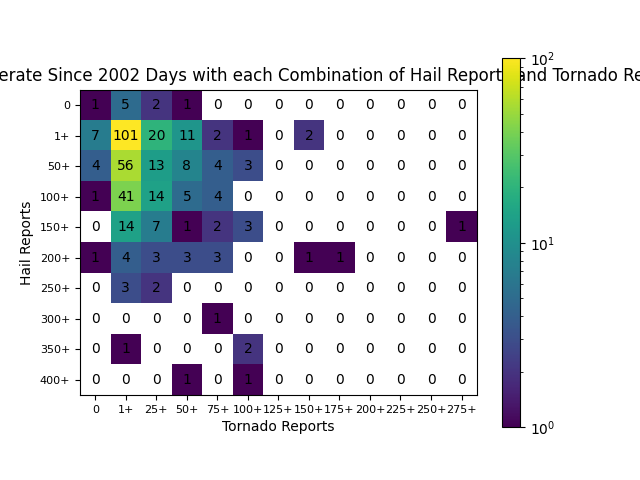 erate Since 2002 Days with each Combination of Hail Reports and Tornado Re
Hail Reports
0 1 5 2 1 0 0 0 0 0 0 0 0 0
1+ 7 101 20 11 2 1 0 2 0 0 0 0 0
50+ 4 56 13 8 4 3 0 0 0 0 0 0 0
100+ 1 41 14 5 4 0 0 0 0 0 0 0 0
150+ 0 14 7 1 2 3 0 0 0 0 0 0 1
200+ 1 4 3 3 3 0 0 1 1 0 0 0 0
250+ 0 3 2 0 0 0 0 0 0 0 0 0 0
300+ 0 0 0 0 1 0 0 0 0 0 0 0 0
350+ 0 1 0 0 0 2 0 0 0 0 0 0 0
400+ 0 0 0 1 0 1 0 0 0 0 0 0 0
0 1+ 25+ 50+ 75+ 100+ 125+ 150+ 175+ 200+ 225+ 250+ 275+
Tornado Reports
10²
10¹
10⁰